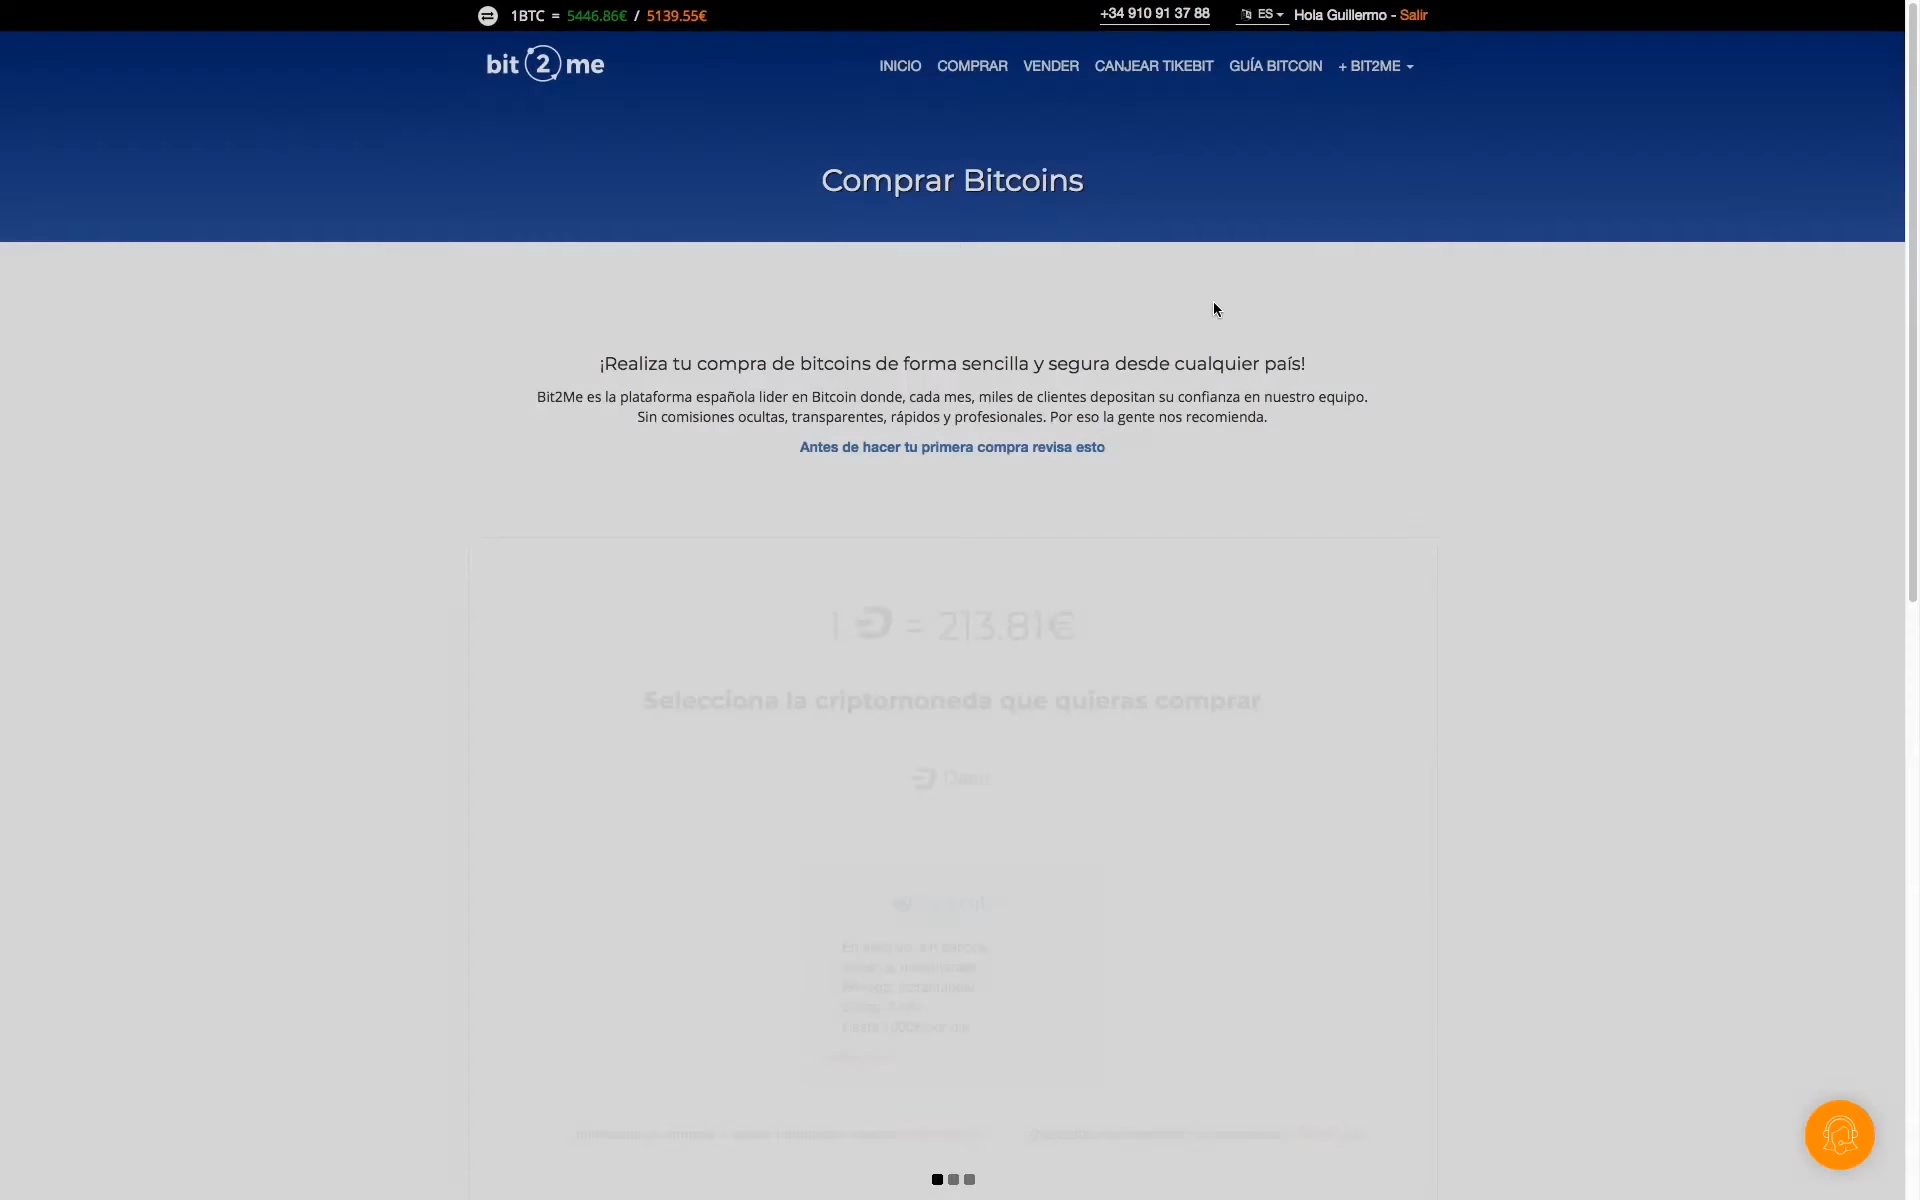 1BTC = 5446.86€ / 5139.55€
+34 910 91 37 88
ES
Hola Guillermo - Salir
bit 2 me
INICIO COMPRAR VENDER CANJEAR TIKEBIT GUÍA BITCOIN + BIT2ME
Comprar Bitcoins
¡Realiza tu compra de bitcoins de forma sencilla y segura desde cualquier país!
Bit2Me es la plataforma española lider en Bitcoin donde, cada mes, miles de clientes depositan su confianza en nuestro equipo.
Sin comisiones ocultas, transparentes, rápidos y profesionales. Por eso la gente nos recomienda.
Antes de hacer tu primera compra revisa esto
1 = 213.81€
Selecciona la criptomoneda que quieras comprar
Dash